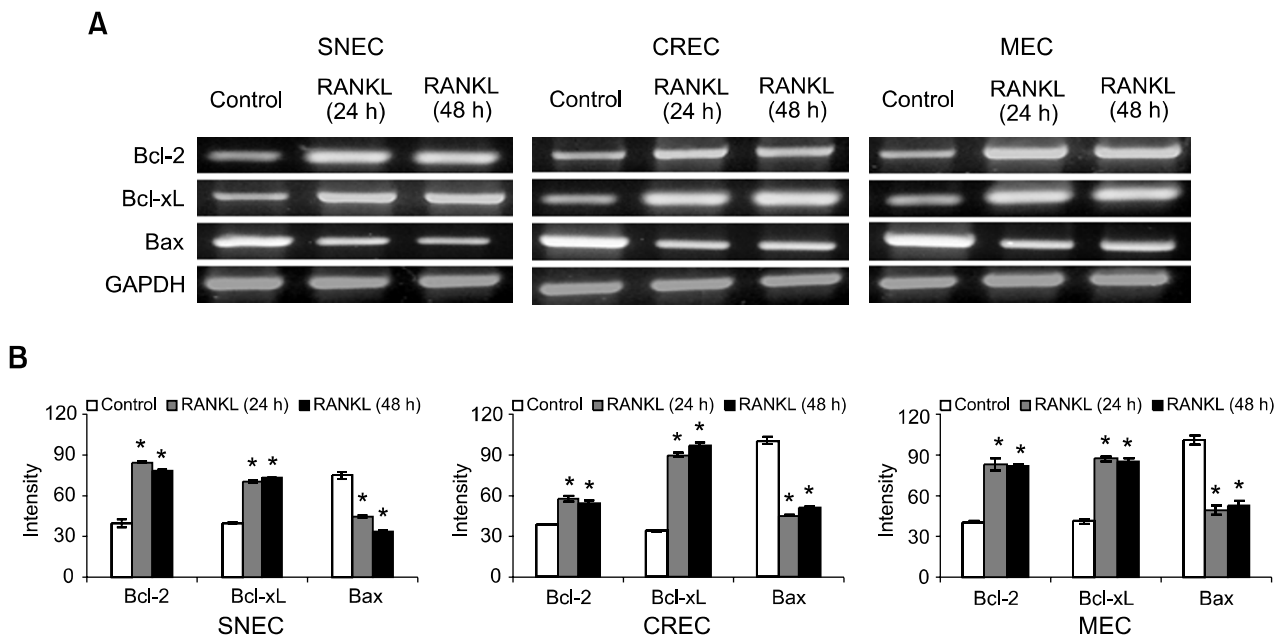 A
SNEC CREC MEC
Control RANKL (24 h) RANKL (48 h) Control RANKL (24 h) RANKL (48 h) Control RANKL (24 h) RANKL (48 h)
Bcl-2
Bcl-xL
Bax
GAPDH
B
Control RANKL (24 h) RANKL (48 h)
120
90
60
30
0
Intensity
* * * * * *
Bcl-2 Bcl-xL Bax
SNEC
Control RANKL (24 h) RANKL (48 h)
120
90
60
30
0
Intensity
* * * * * *
Bcl-2 Bcl-xL Bax
CREC
Control RANKL (24 h) RANKL (48 h)
120
90
60
30
0
Intensity
* * * * * *
Bcl-2 Bcl-xL Bax
MEC